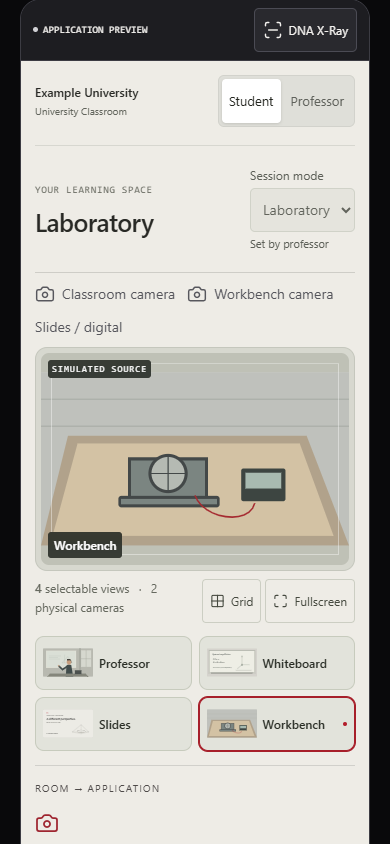 APPLICATION PREVIEW
DNA X-Ray
Example University
University Classroom
Student
Professor
YOUR LEARNING SPACE
Laboratory
Session mode
Laboratory
Set by professor
Classroom camera
Workbench camera
Slides / digital
SIMULATED SOURCE
Workbench
4 selectable views · 2
physical cameras
Grid
Fullscreen
Professor
Whiteboard
Slides
Workbench
ROOM → APPLICATION